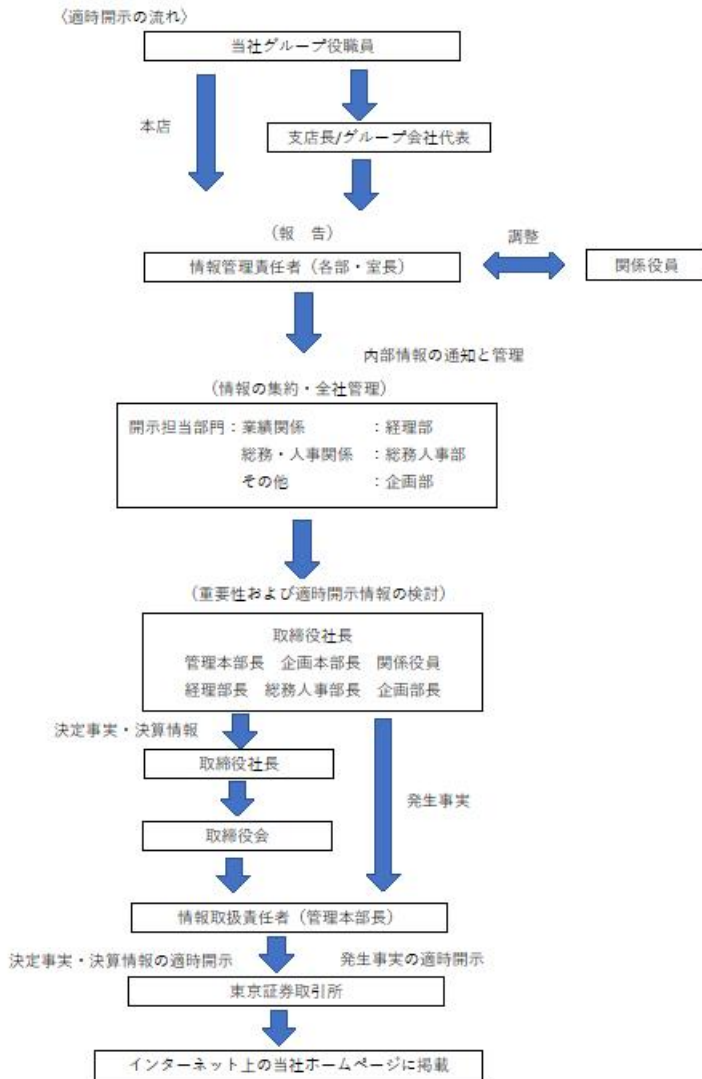 〈適時開示の流れ〉
当社グループ役職員
本店
支店長/グループ会社代表
（報　告）
調整
情報管理責任者（各部・室長）
関係役員
内部情報の通知と管理
（情報の集約・全社管理）
開示担当部門：業績関係　　　　：経理部
総務・人事関係　：総務人事部
その他　　　　　：企画部
（重要性および適時開示情報の検討）
取締役社長
管理本部長　企画本部長　関係役員
経理部長　総務人事部長　企画部長
決定事実・決算情報
取締役社長
発生事実
取締役会
情報取扱責任者（管理本部長）
決定事実・決算情報の適時開示
発生事実の適時開示
東京証券取引所
インターネット上の当社ホームページに掲載